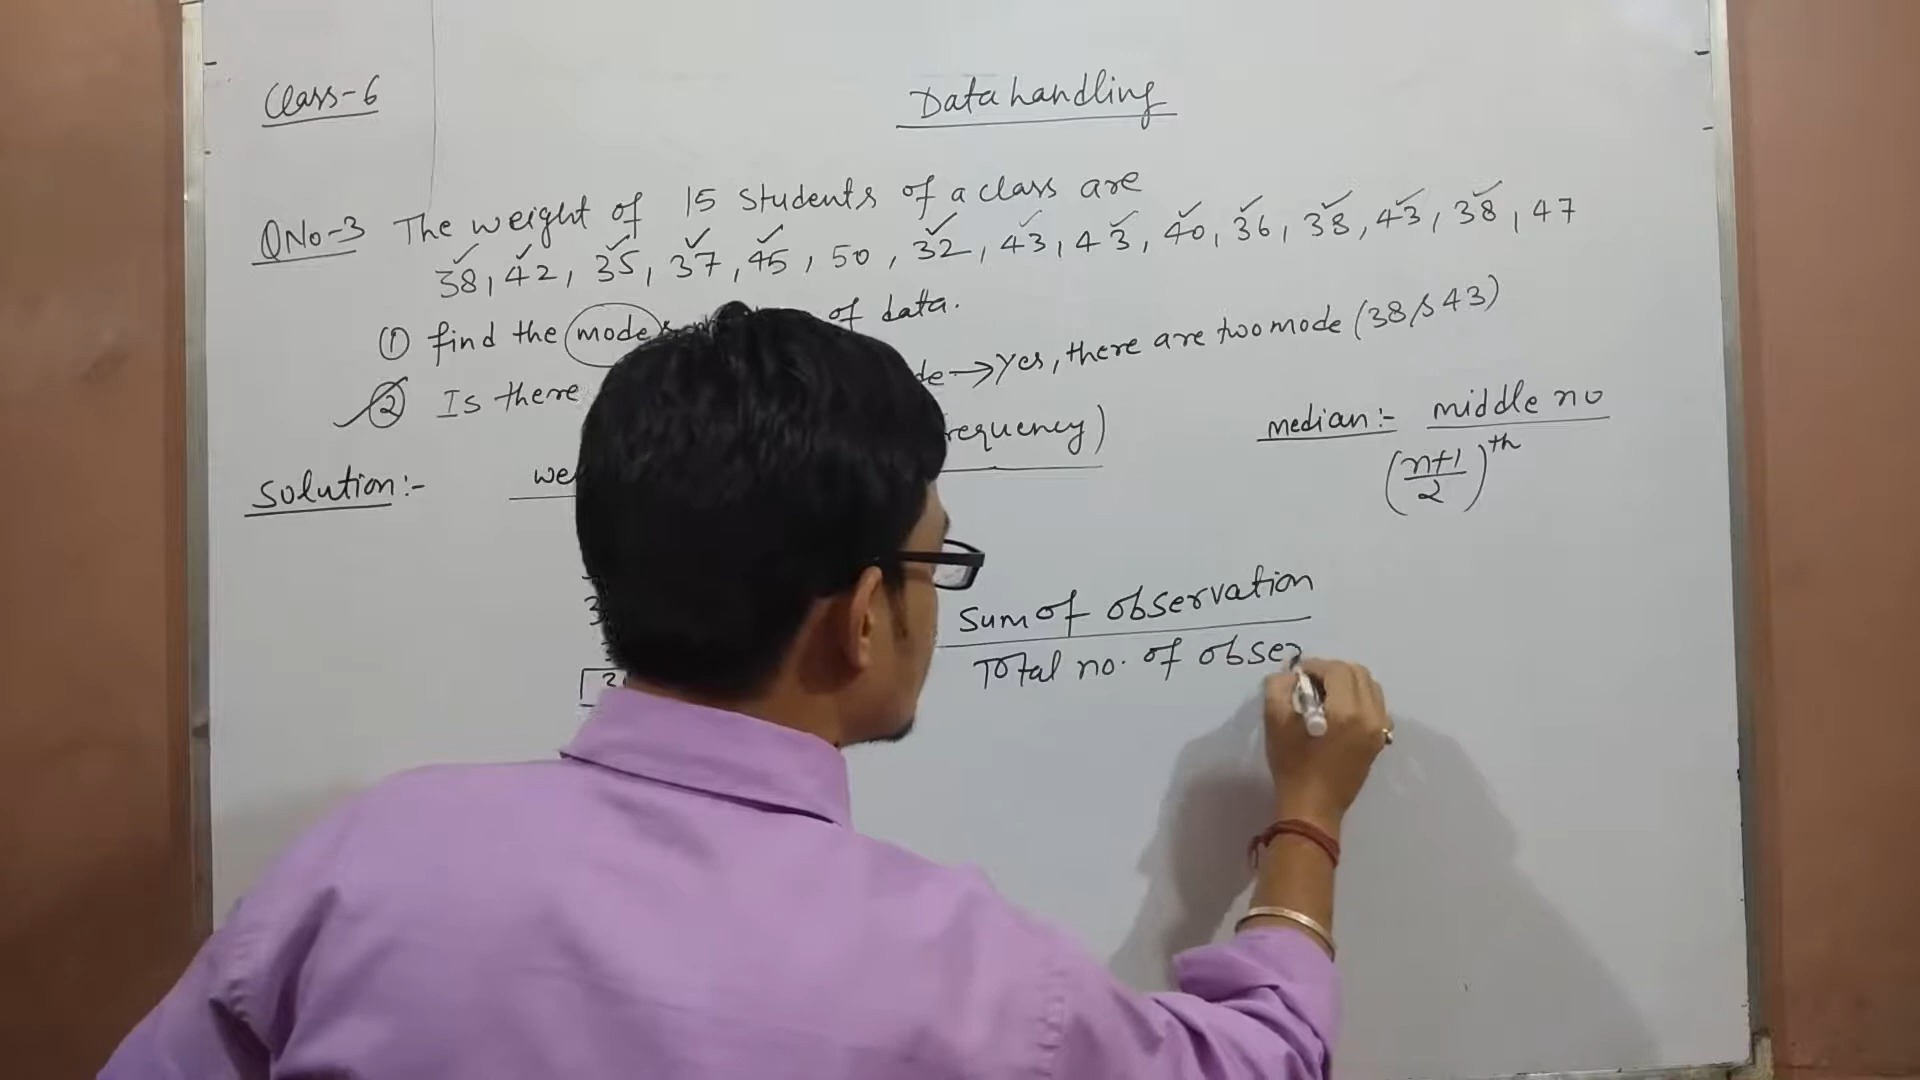 Class-6
Data handling
QNo-3 The weight of 15 students of a class are
38, 42, 35, 37, 45, 50, 32, 43, 43, 40, 36, 38, 43, 38, 47
① find the mode of data.
② Is there → Yes, there are two mode (38 & 43)
median:- middle no
(n+1/2)th
Solution:-
Sum of observation
Total no. of obser